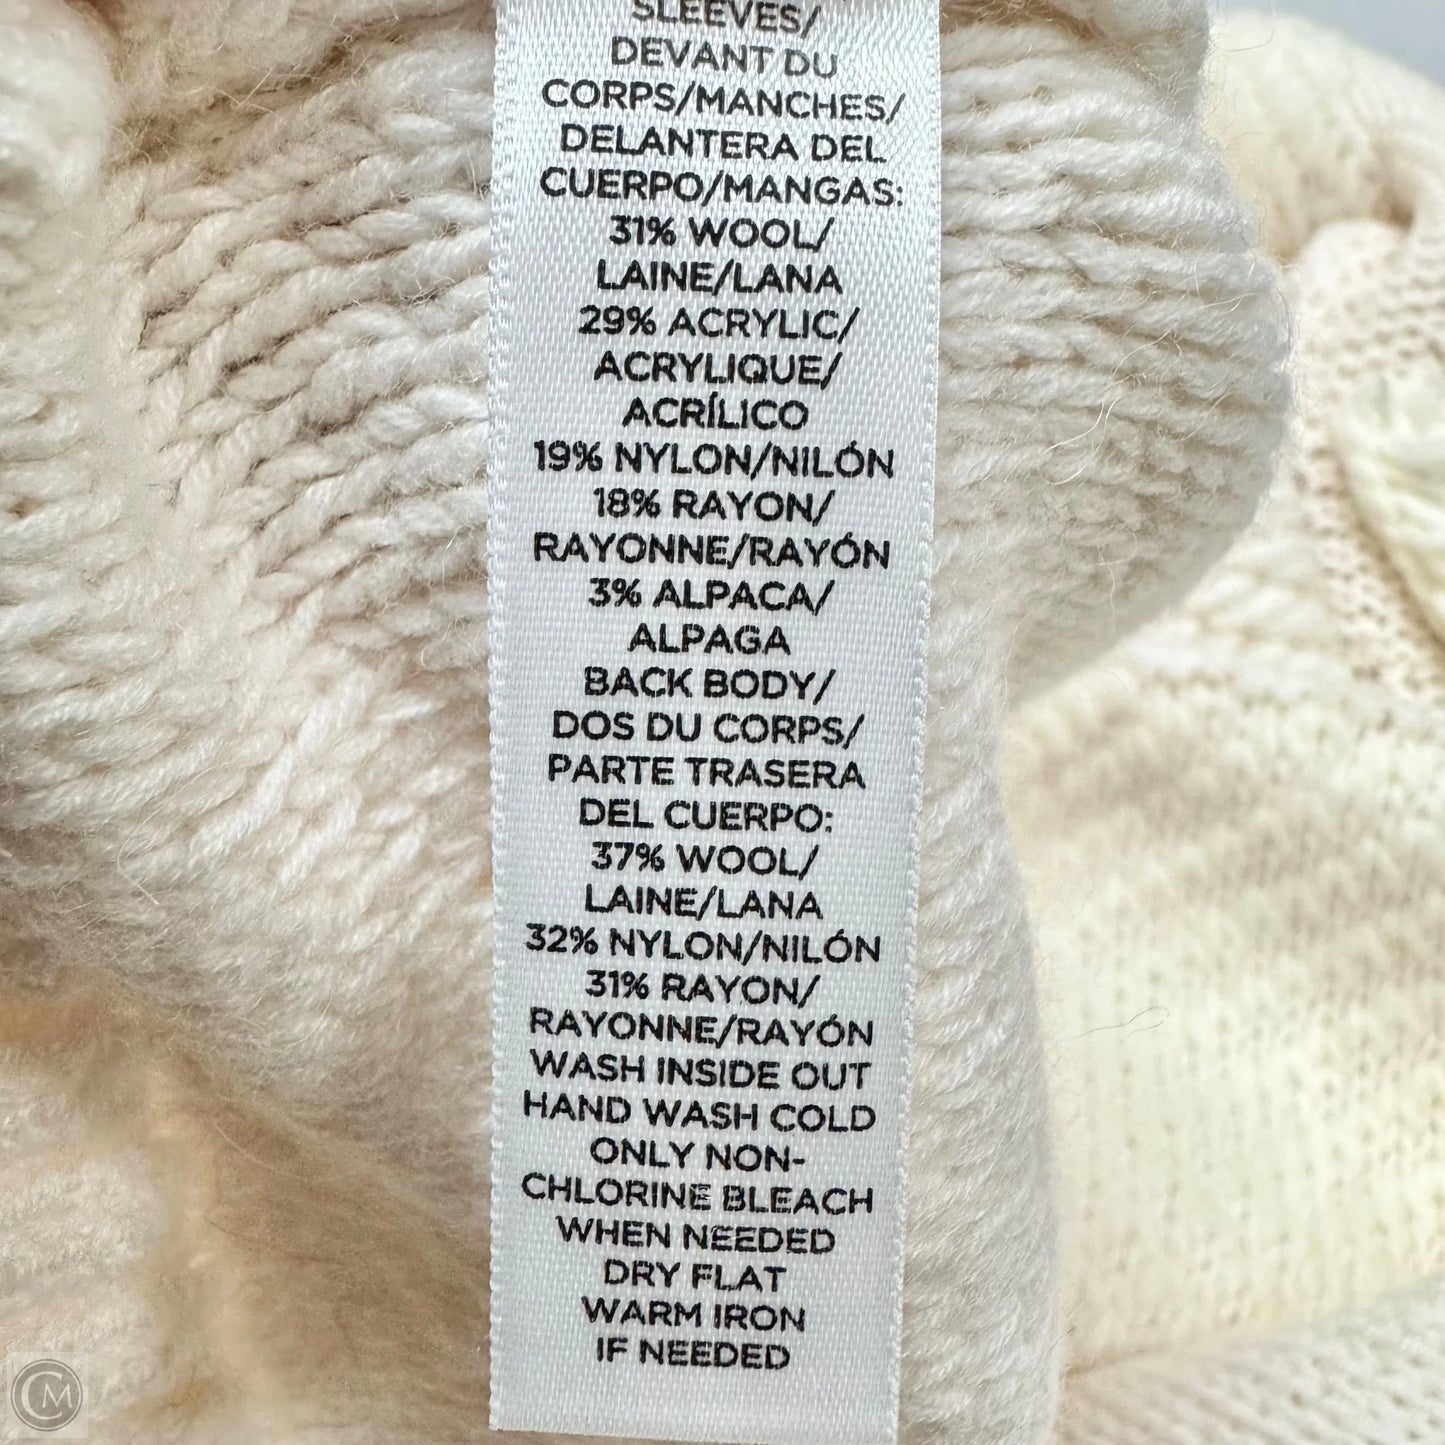 SLEEVES/
DEVANT DU
CORPS/MANCHES/
DELANTERA DEL
CUERPO/MANGAS:
31% WOOL/
LAINE/LANA
29% ACRYLIC/
ACRYLIQUE/
ACRÍLICO
19% NYLON/NILÓN
18% RAYON/
RAYONNE/RAYÓN
3% ALPACA/
ALPAGA
BACK BODY/
DOS DU CORPS/
PARTE TRASERA
DEL CUERPO:
37% WOOL/
LAINE/LANA
32% NYLON/NILÓN
31% RAYON/
RAYONNE/RAYÓN
WASH INSIDE OUT
HAND WASH COLD
ONLY NON-
CHLORINE BLEACH
WHEN NEEDED
DRY FLAT
WARM IRON
IF NEEDED
CM